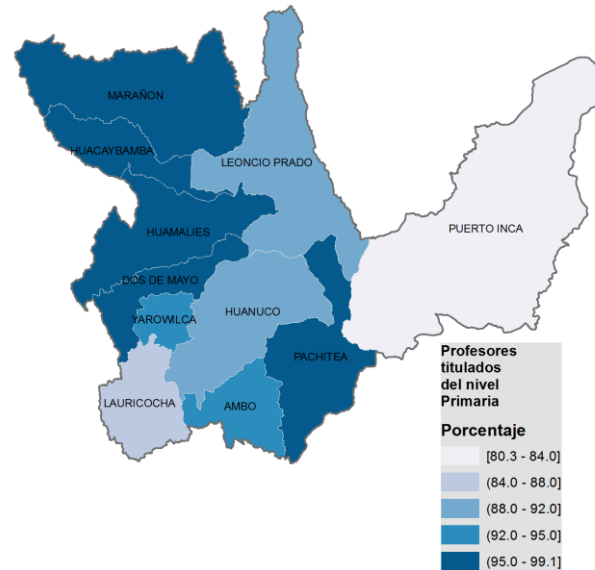 MARAÑON
HUACAYBAMBA
LEONCIO PRADO
HUAMALIES
PUERTO INCA
DOS DE MAYO
YAROWILCA
HUANUCO
PACHITEA
LAURICOCHA
AMBO
Profesores
titulados
del nivel
Primaria
Porcentaje
[80.3 - 84.0]
(84.0 - 88.0]
(88.0 - 92.0]
(92.0 - 95.0]
(95.0 - 99.1]